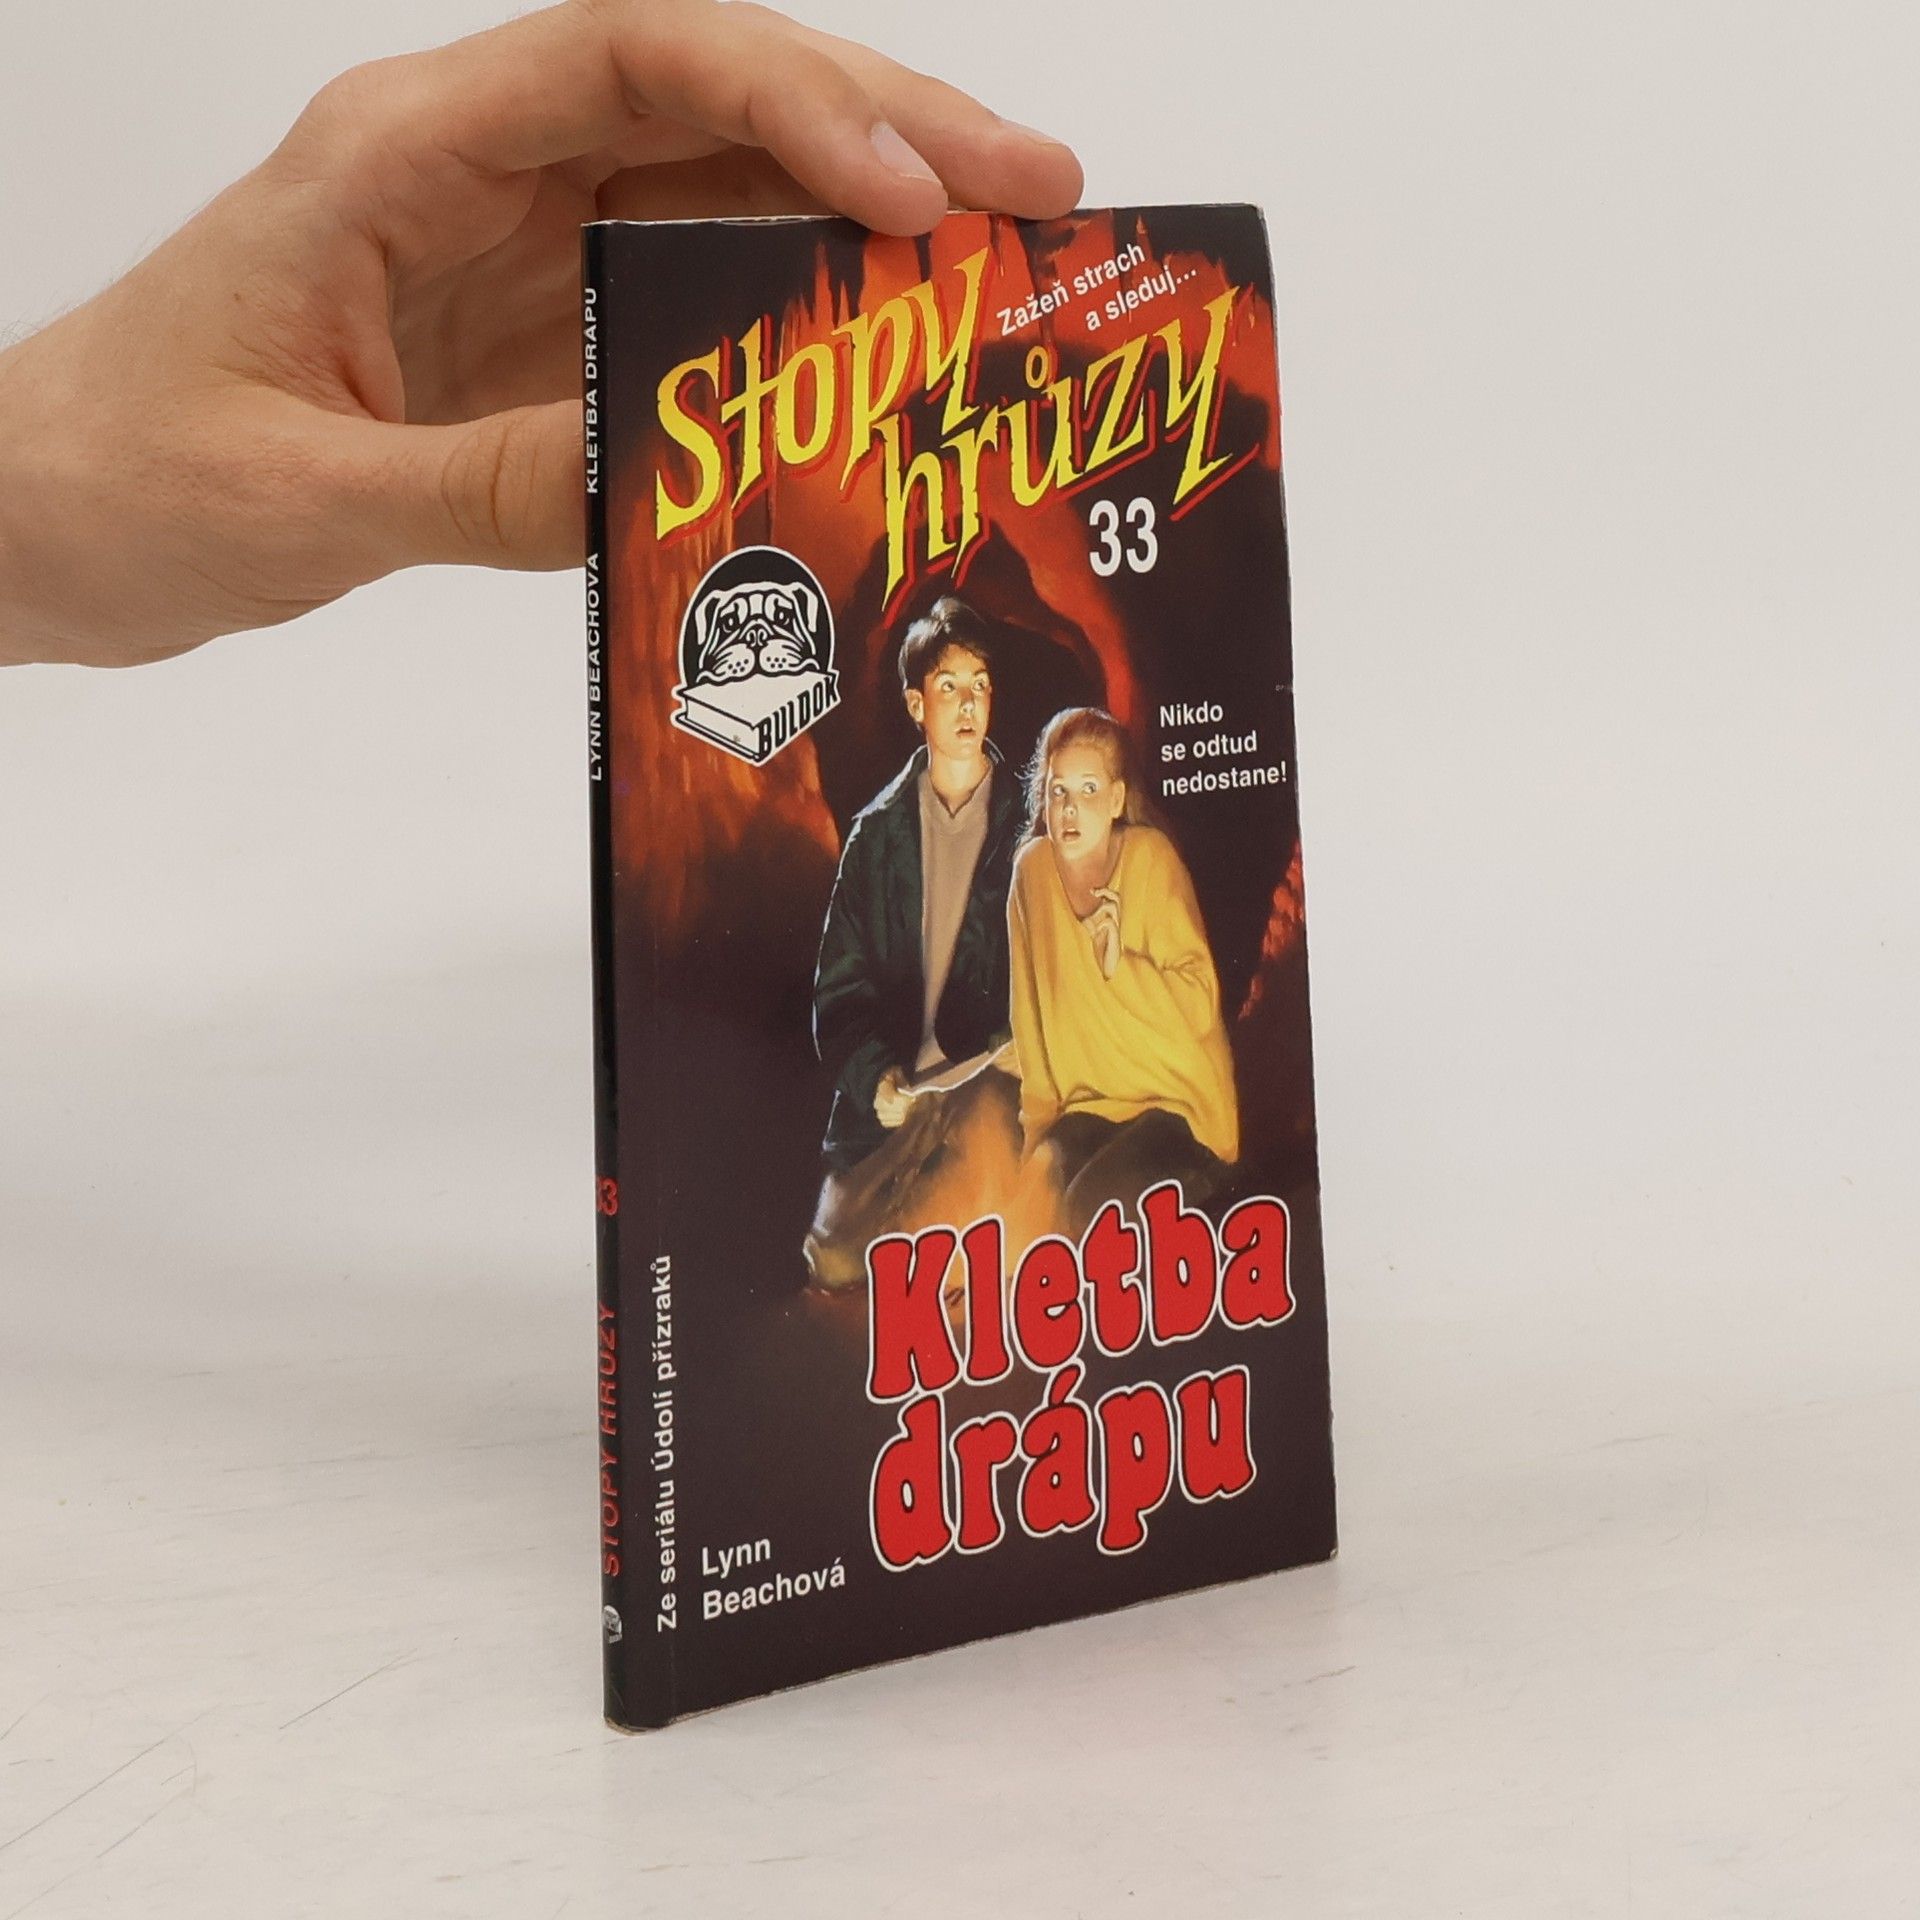 Zažeň strach
a sleduj...
Stopy
hrůzy
33
BULDOK
Nikdo
se odtud
nedostane!
Kletba
drápu
Lynn
Beachová
Ze seriálu Údolí přízraků
LYNN BEACHOVÁ KLETBA DRÁPU
STOPY HRŮZY 33